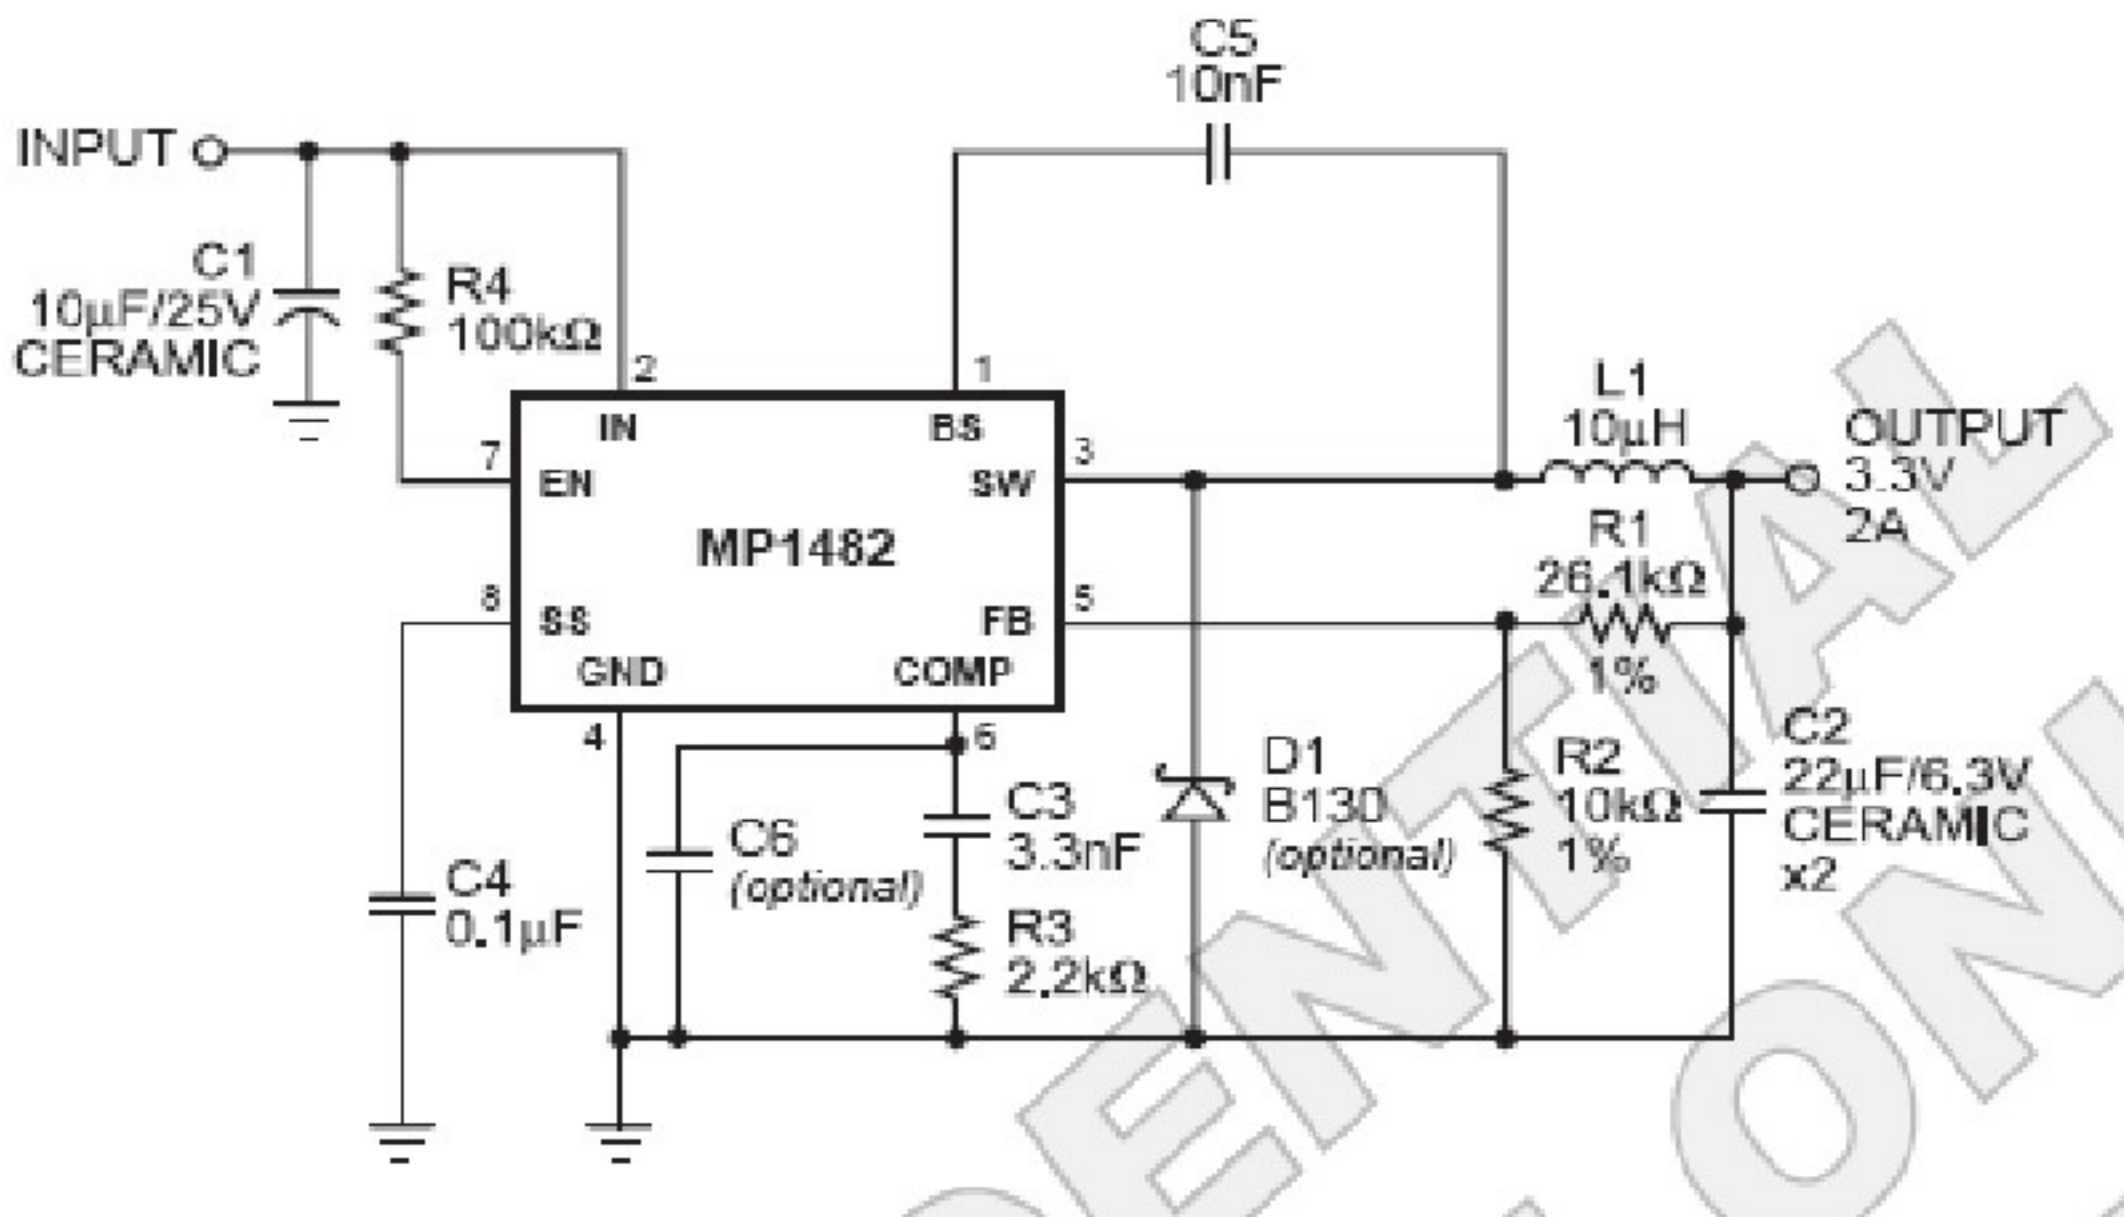 C5
10nF
INPUT
C1
10µF/25V
CERAMIC
R4
100kΩ
2
1
IN
BS
7
EN
3
SW
L1
10µH
OUTPUT
3.3V
2A
MP1482
R1
26.1kΩ
1%
8
SS
5
FB
GND
COMP
4
6
C6
(optional)
C3
3.3nF
D1
B130
(optional)
R2
10kΩ
1%
C2
22µF/6.3V
CERAMIC
x2
C4
0.1µF
R3
2.2kΩ